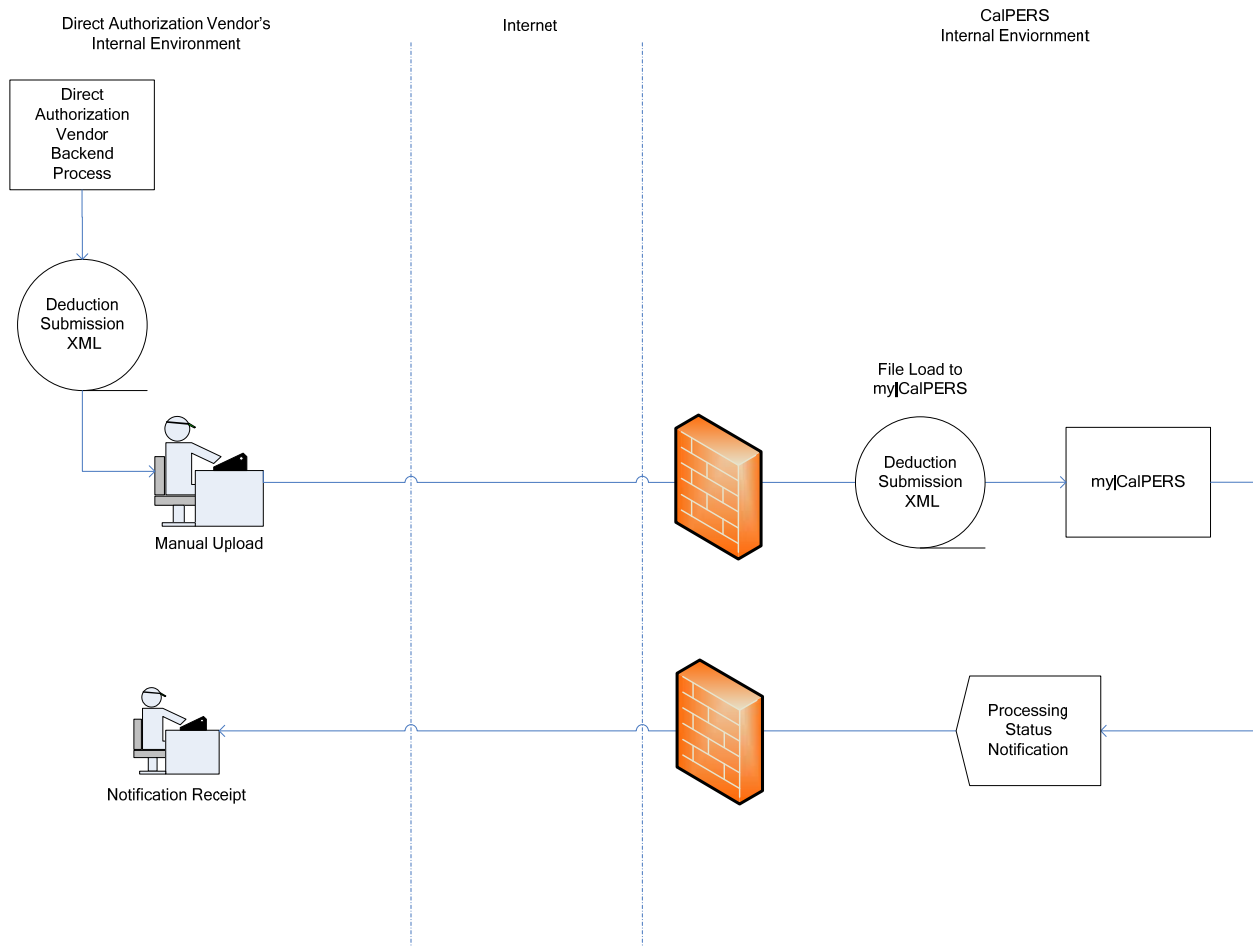 Direct Authorization Vendor's
Internal Environment
Internet
CalPERS
Internal Enviornment
Direct
Authorization
Vendor
Backend
Process
Deduction
Submission
XML
Manual Upload
File Load to
my|CalPERS
Deduction
Submission
XML
my|CalPERS
Processing
Status
Notification
Notification Receipt